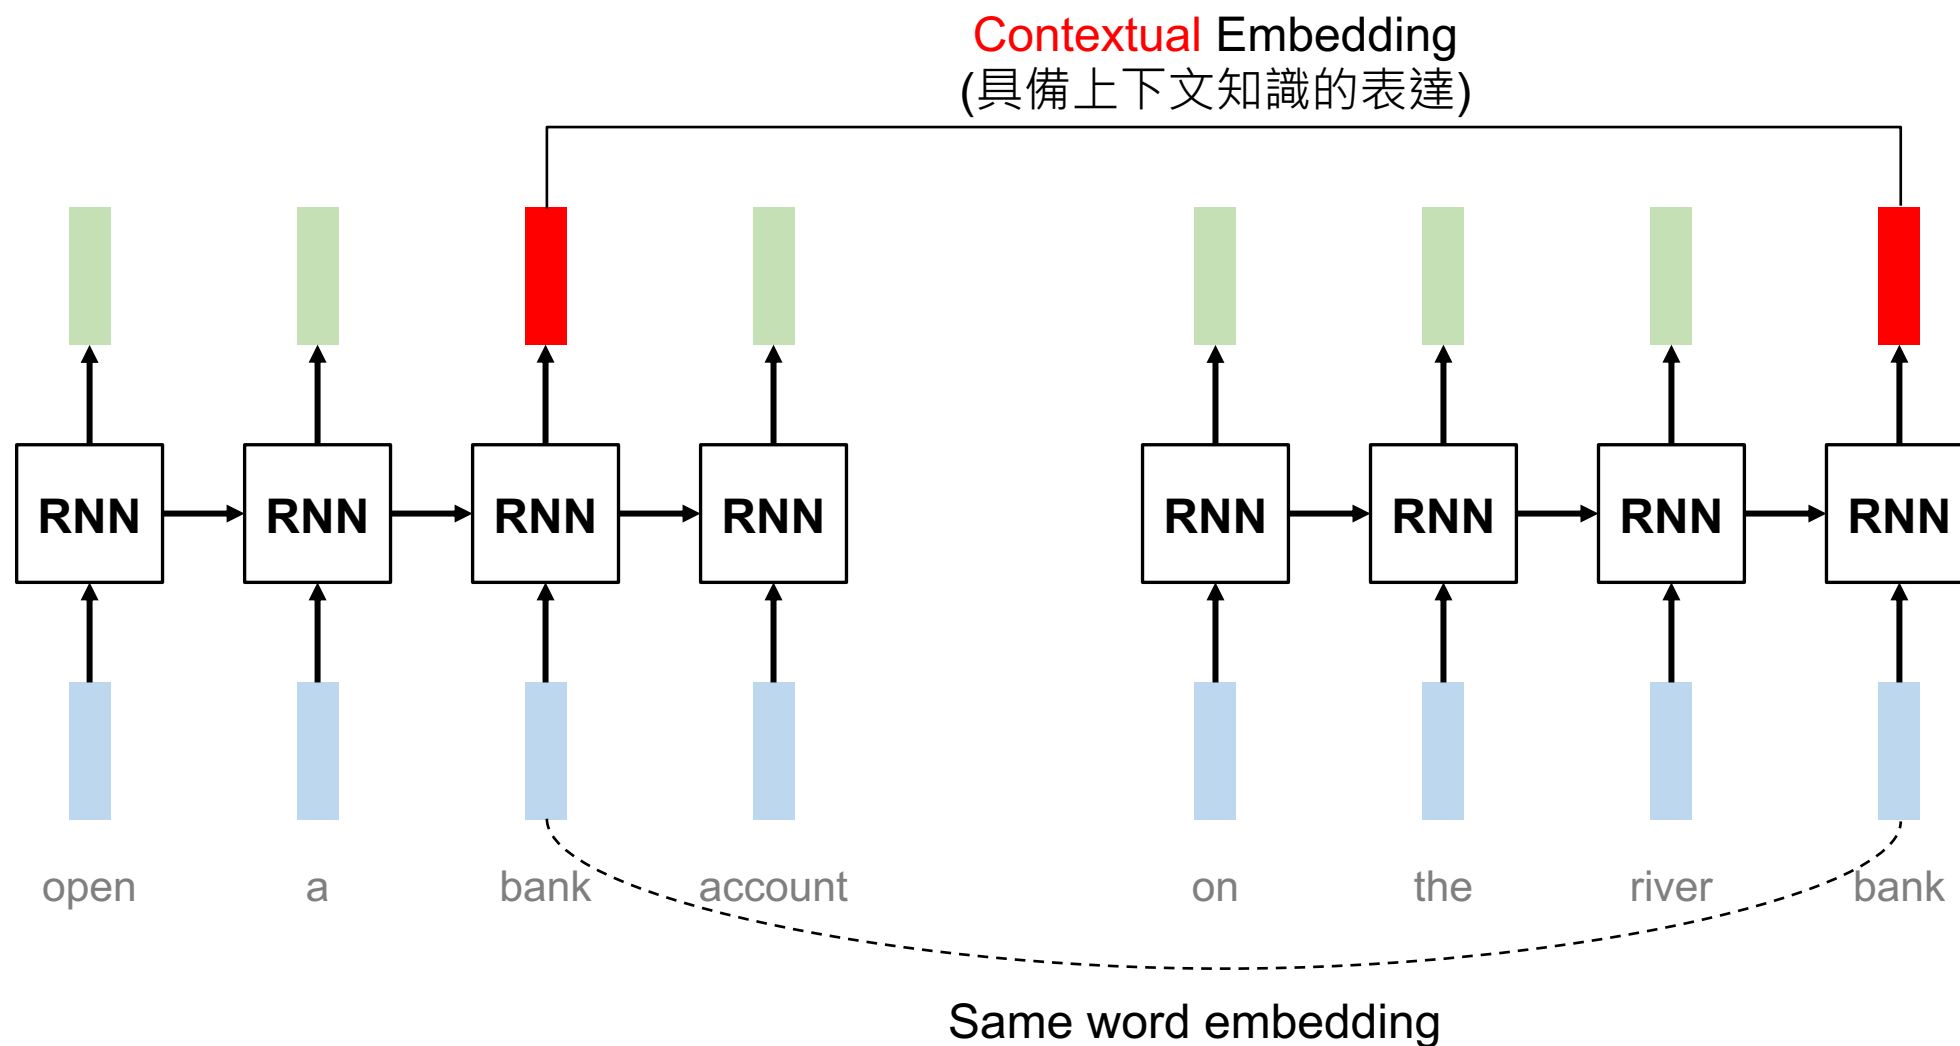 Contextual Embedding
(具備上下文知識的表達)
RNN RNN RNN RNN RNN RNN RNN RNN
open a bank account on the river bank
Same word embedding